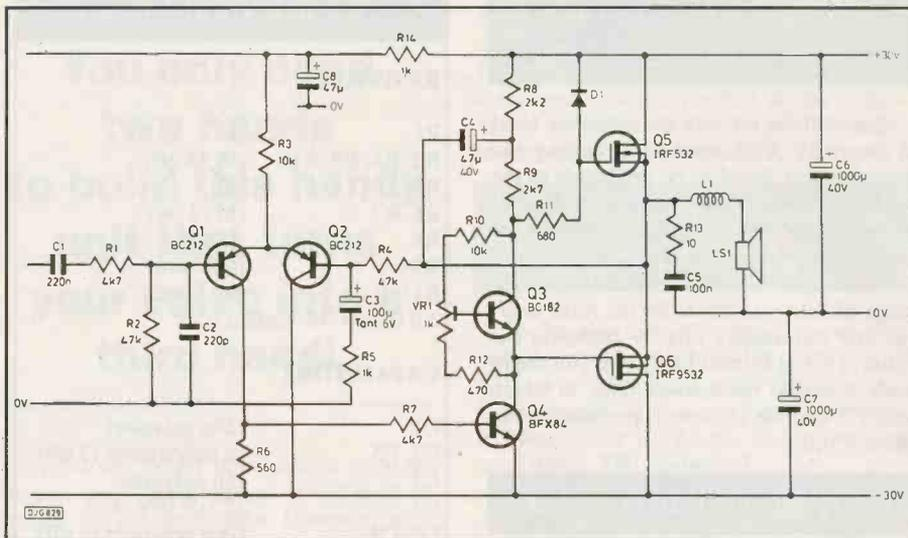 R14
1k
+30V
C8
47μ
0V
R8
2k2
D1
R3
10k
C4
47μ
40V
Q5
IRF532
C6
1000μ
40V
R9
2k7
L1
R10
10k
R11
680
R13
10
LS1
Q1
BC212
Q2
BC212
R4
47k
C1
220n
R1
4k7
C3
100μ
Tant 6V
VR1
1k
Q3
BC182
C5
100n
0V
R2
47k
C2
220p
R5
1k
R12
470
Q6
IRF9532
C7
1000μ
40V
0V
R7
4k7
Q4
BFX84
R6
560
-30V
D/G829